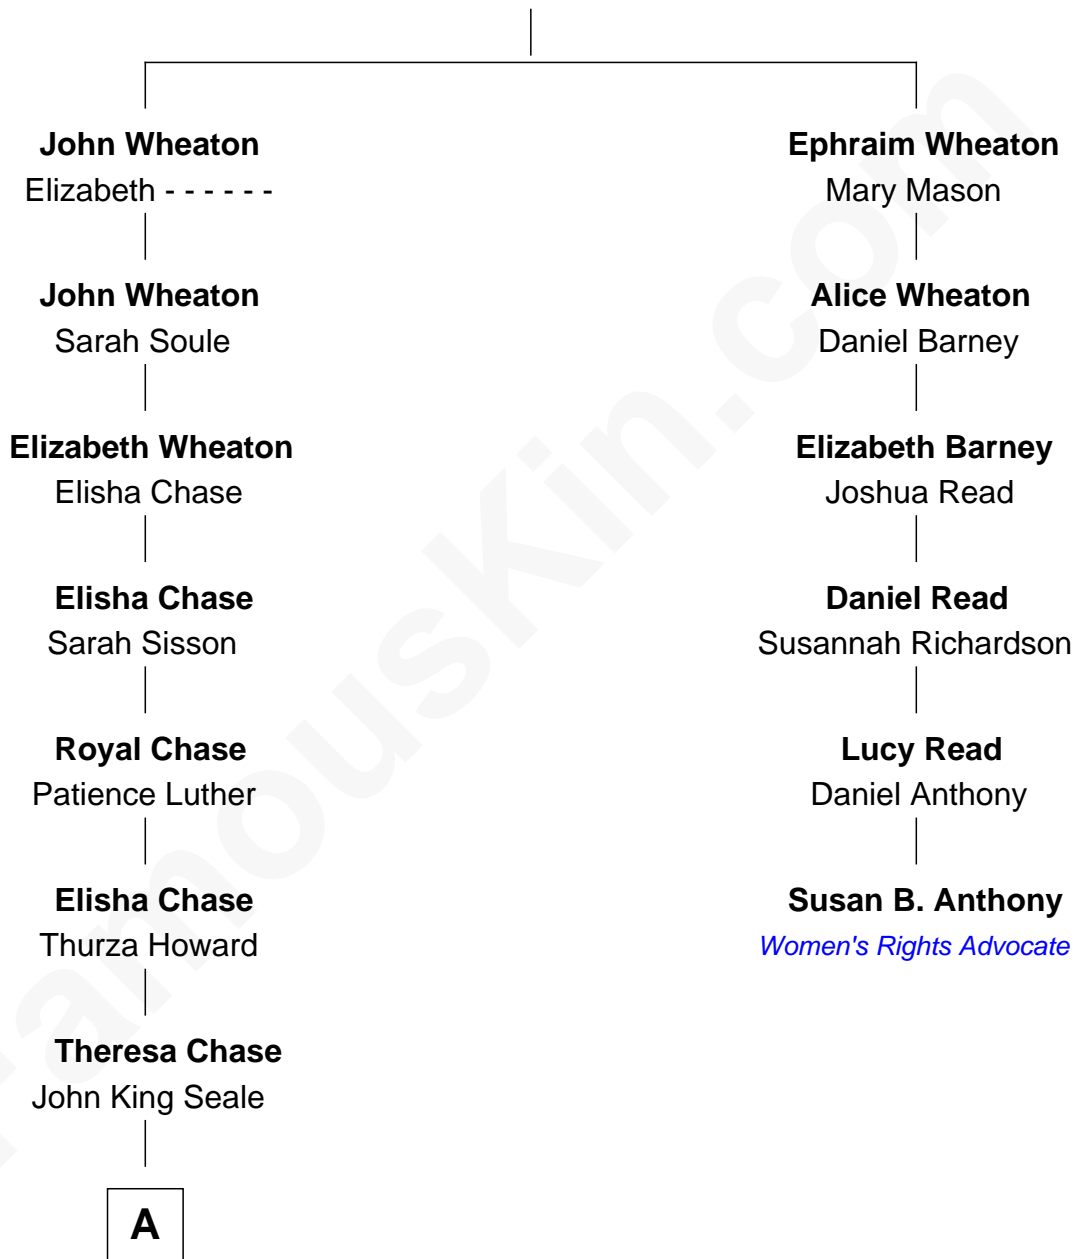 John Wheaton
Elizabeth - - - - - -
John Wheaton
Sarah Soule
Elizabeth Wheaton
Elisha Chase
Elisha Chase
Sarah Sisson
Royal Chase
Patience Luther
Elisha Chase
Thurza Howard
Theresa Chase
John King Seale
A
Ephraim Wheaton
Mary Mason
Alice Wheaton
Daniel Barney
Elizabeth Barney
Joshua Read
Daniel Read
Susannah Richardson
Lucy Read
Daniel Anthony
Susan B. Anthony
Women's Rights Advocate
FamousKin.com